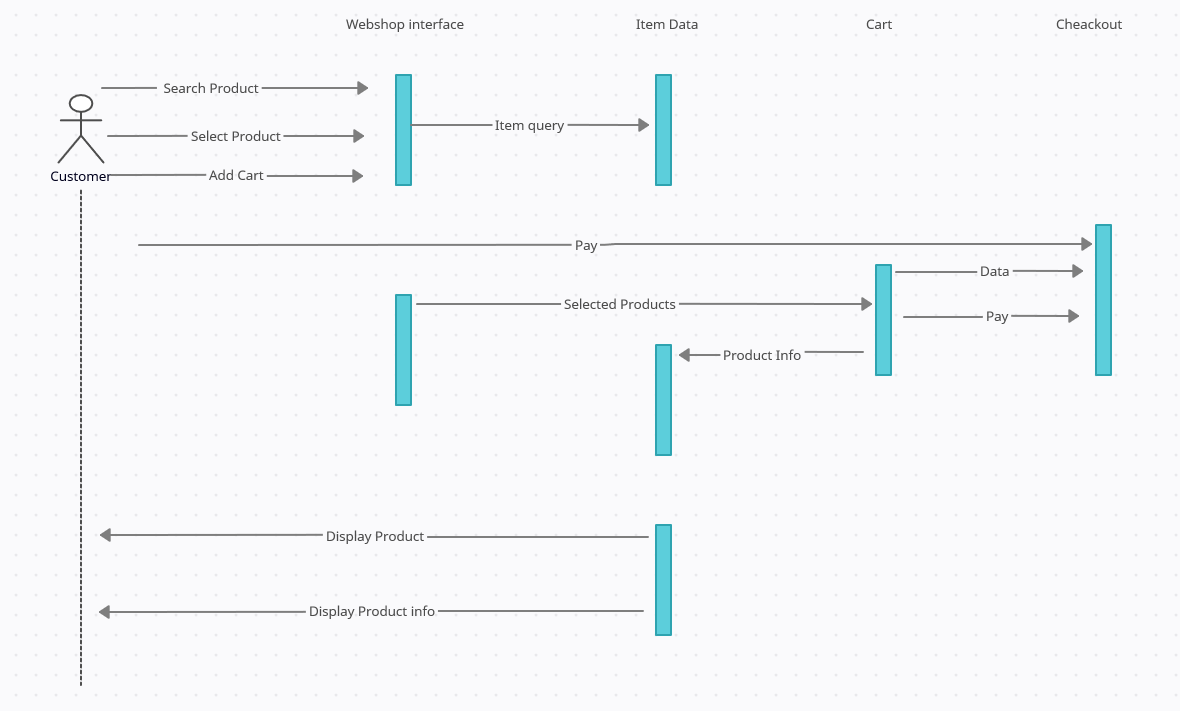 Webshop interface
Item Data
Cart
Cheackout
Search Product
Item query
Select Product
Add Cart
Customer
Pay
Data
Selected Products
Pay
Product Info
Display Product
Display Product info